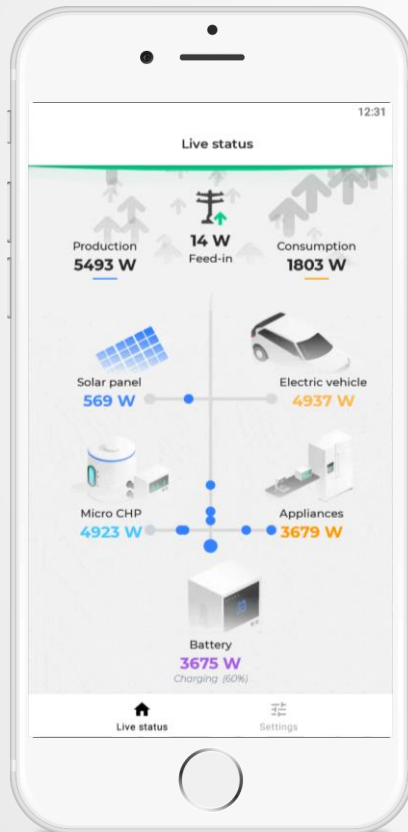 12:31
Live status
14 W
Feed-in
Production
5493 W
Consumption
1803 W
Solar panel
569 W
Electric vehicle
4937 W
Micro CHP
4923 W
Appliances
3679 W
Battery
3675 W
Charging (60%)
Live status
Settings